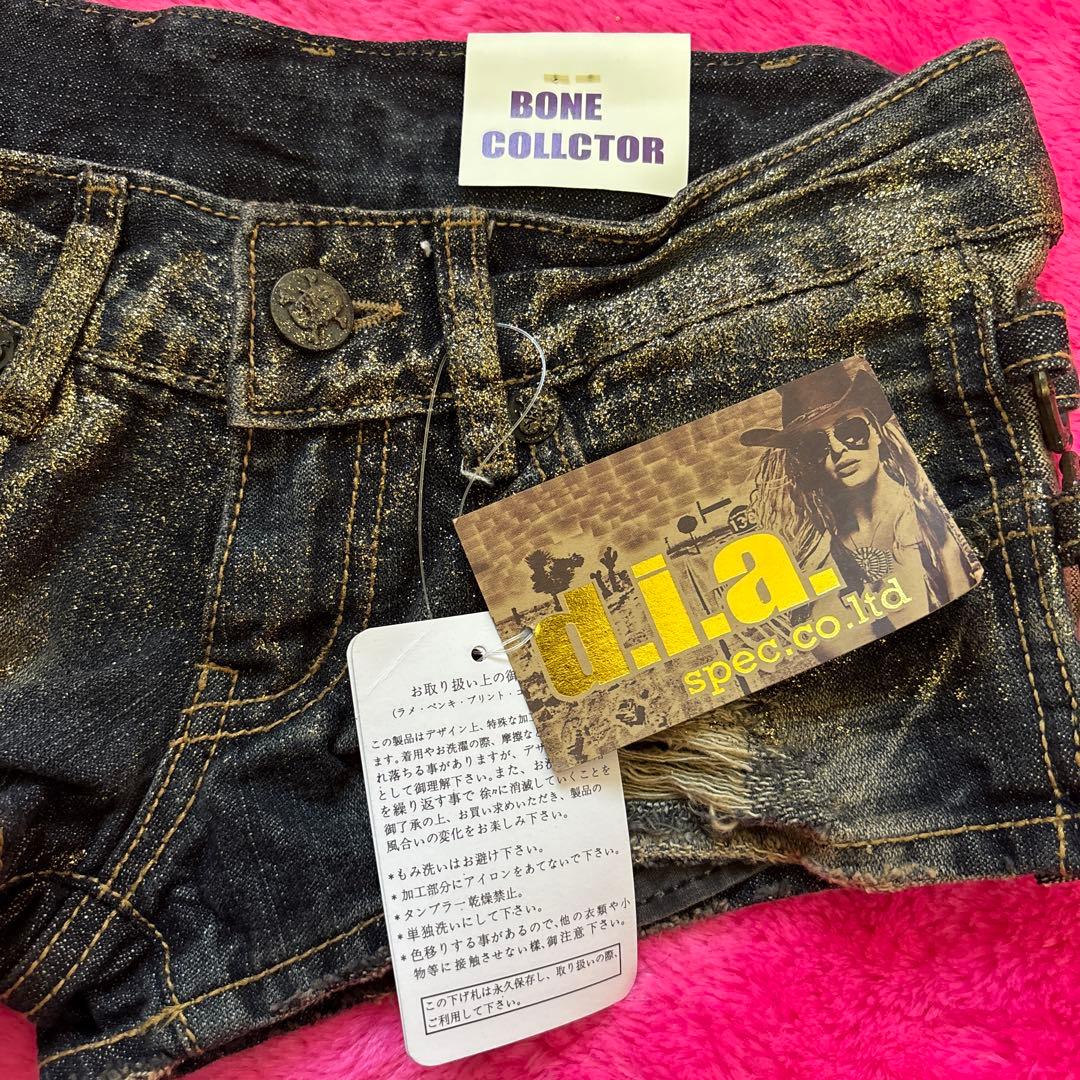 BONE
COLLCTOR
d.i.a.
spec.co.ltd
お取り扱い上の御
(ラメ・ペンキ・プリント・コ
この製品はデザイン上、特殊な加工
ます。着用やお洗濯の際、摩擦な
れ落ちる事がありますが、デザ
として御理解下さい。また、お洗
を繰り返す事で徐々に消滅していくことを
御了承の上、お買い求めいただき、製品の
風合いの変化をお楽しみ下さい。
*もみ洗いはお避け下さい。
*加工部分にアイロンをあてないで下さい。
*タンブラー乾燥禁止。
*単独洗いにして下さい。
*色移りする事があるので、他の衣類や小
物等に接触させない様、御注意下さい。
この下げ札は永久保存し、取り扱いの際、
ご利用して下さい。